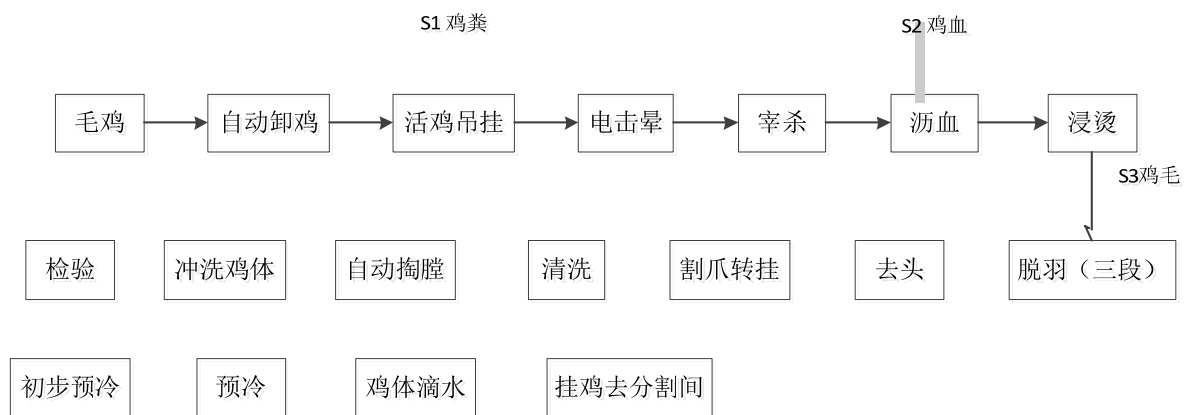 S1 鸡粪
S2 鸡血
毛鸡
自动卸鸡
活鸡吊挂
电击晕
宰杀
沥血
浸烫
S3鸡毛
检验
冲洗鸡体
自动掏膛
清洗
割爪转挂
去头
脱羽（三段）
初步预冷
预冷
鸡体滴水
挂鸡去分割间